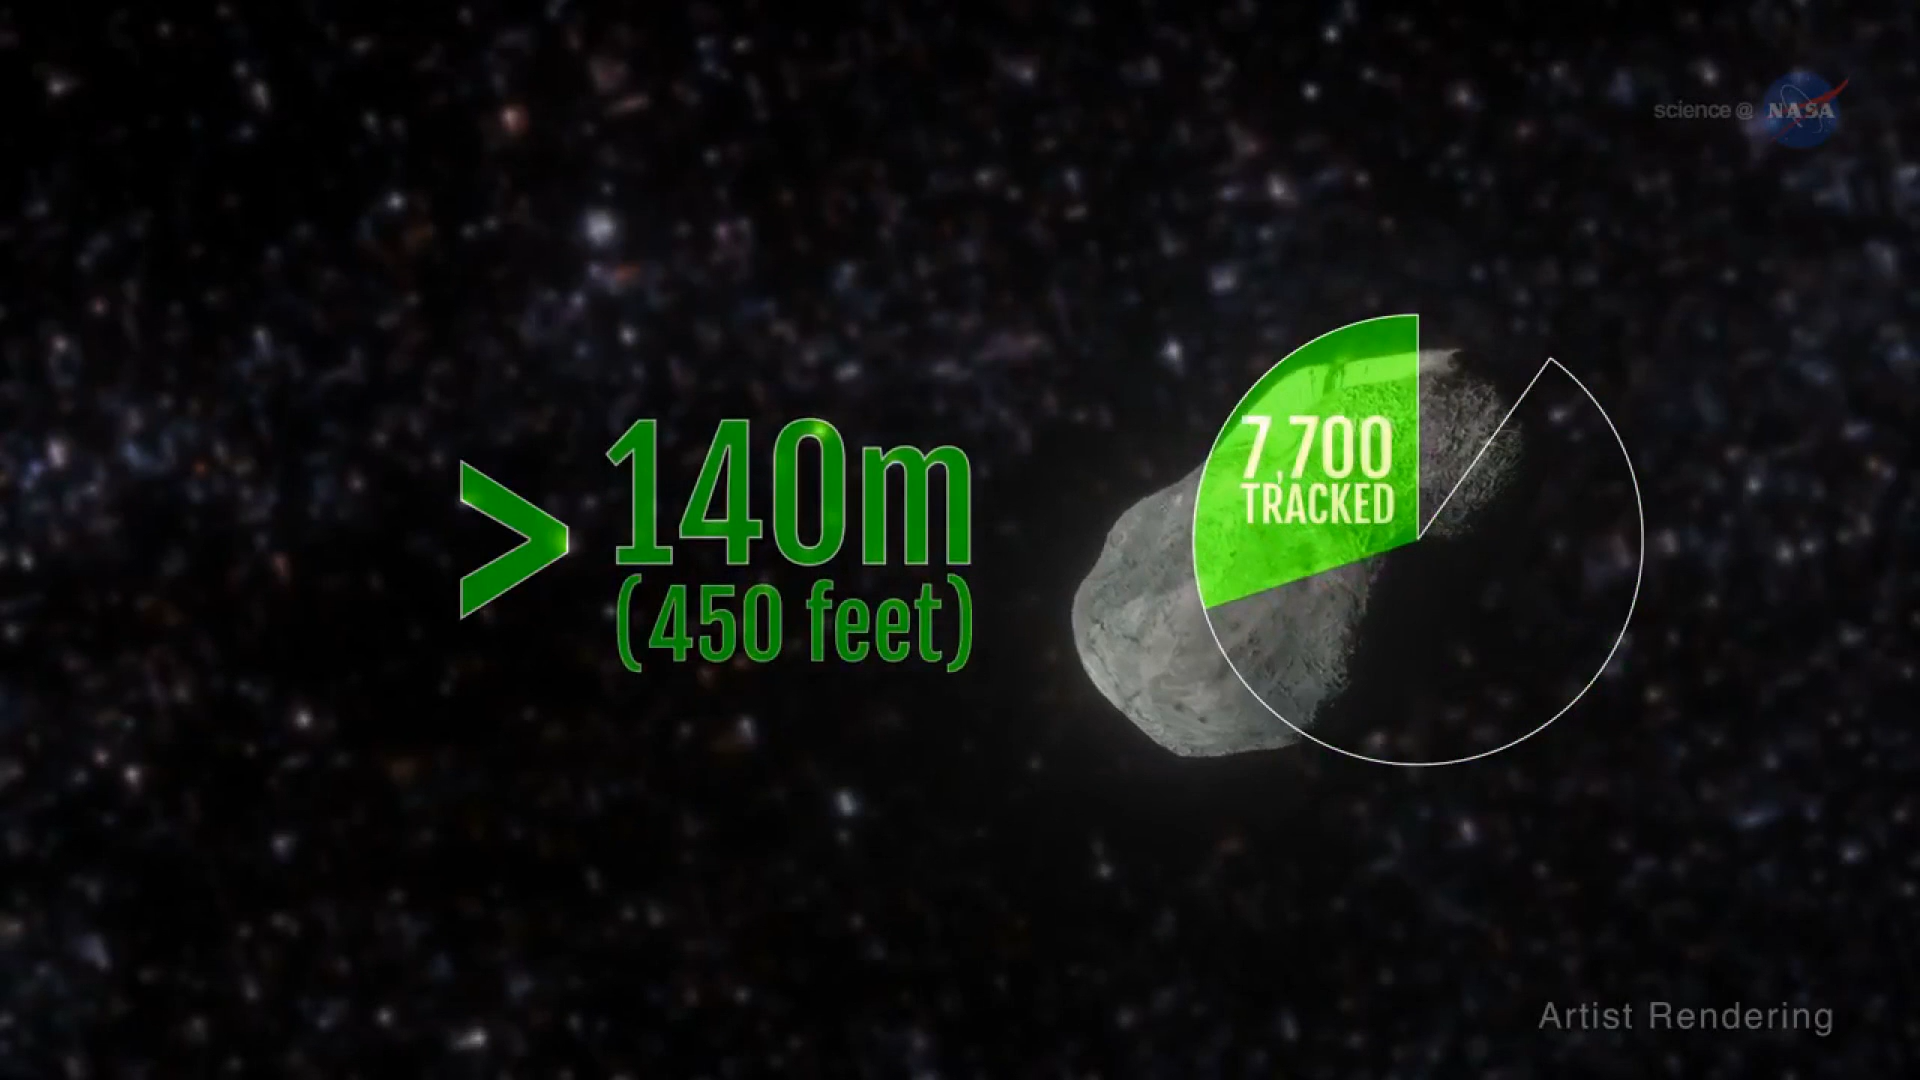 science @ NASA
> 140m
(450 feet)
7,700
TRACKED
Artist Rendering